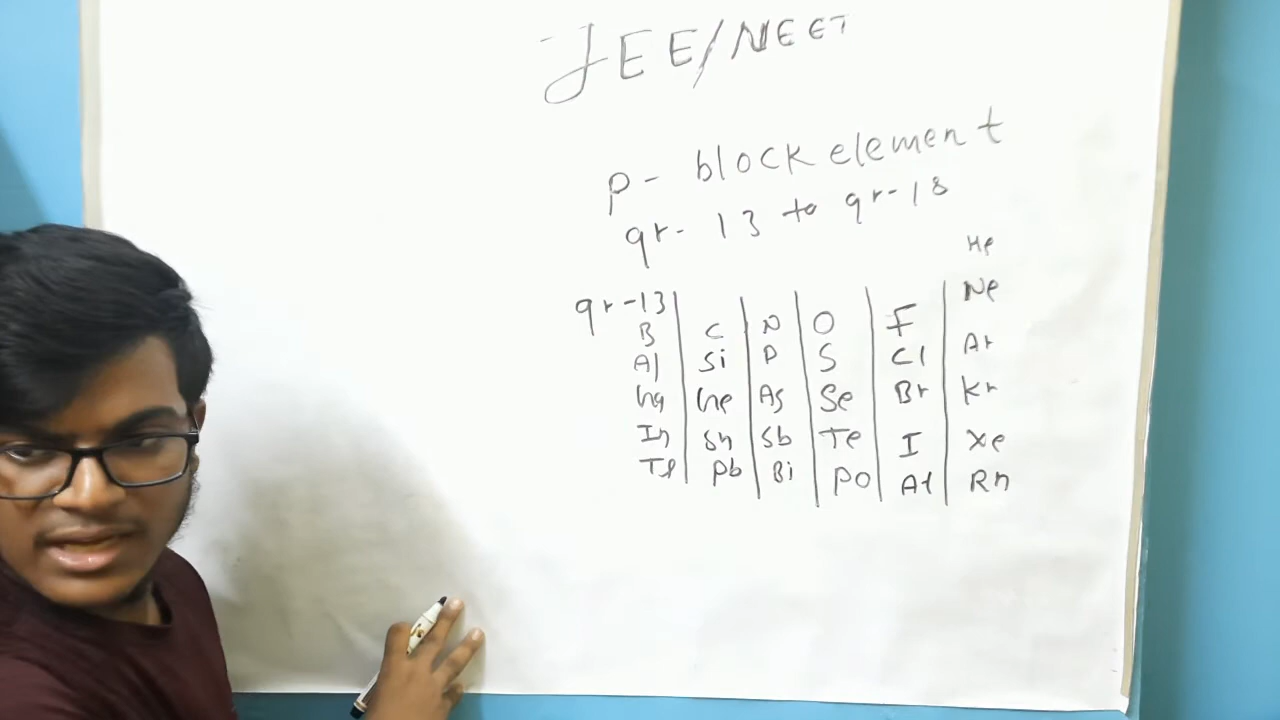 JEE/NEET
p- block element
gr- 13 to gr-18
He
gr-13 Ne
B C N O F
Al Si P S Cl Ar
Ga Ge As Se Br Kr
In Sn Sb Te I Xe
Tl Pb Bi Po At Rn